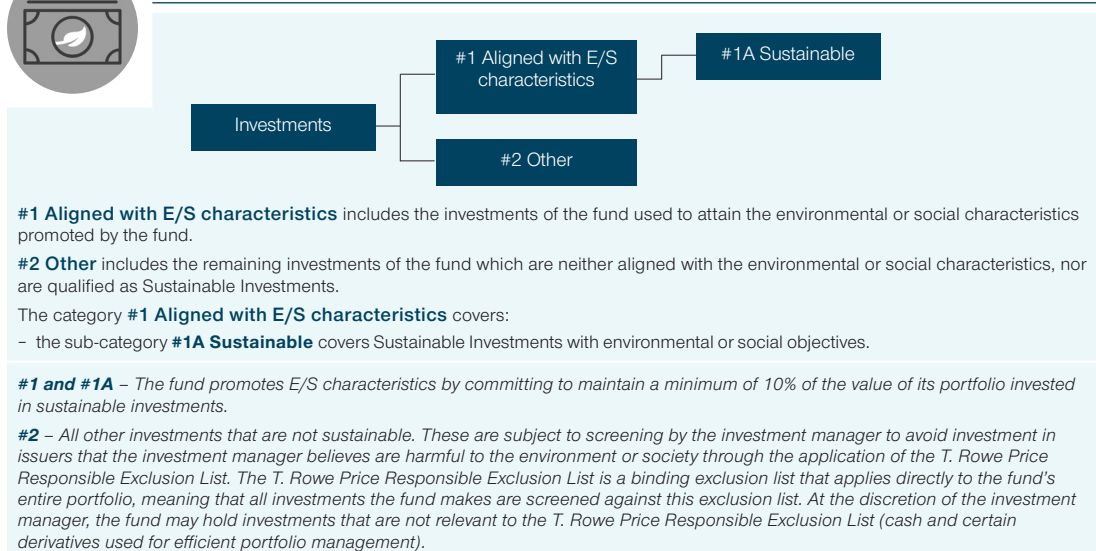 #1 Aligned with E/S
characteristics
#1A Sustainable
Investments
#2 Other
#1 Aligned with E/S characteristics includes the investments of the fund used to attain the environmental or social characteristics
promoted by the fund.
#2 Other includes the remaining investments of the fund which are neither aligned with the environmental or social characteristics, nor
are qualified as Sustainable Investments.
The category #1 Aligned with E/S characteristics covers:
– the sub-category #1A Sustainable covers Sustainable Investments with environmental or social objectives.
#1 and #1A – The fund promotes E/S characteristics by committing to maintain a minimum of 10% of the value of its portfolio invested
in sustainable investments.
#2 – All other investments that are not sustainable. These are subject to screening by the investment manager to avoid investment in
issuers that the investment manager believes are harmful to the environment or society through the application of the T. Rowe Price
Responsible Exclusion List. The T. Rowe Price Responsible Exclusion List is a binding exclusion list that applies directly to the fund's
entire portfolio, meaning that all investments the fund makes are screened against this exclusion list. At the discretion of the investment
manager, the fund may hold investments that are not relevant to the T. Rowe Price Responsible Exclusion List (cash and certain
derivatives used for efficient portfolio management).